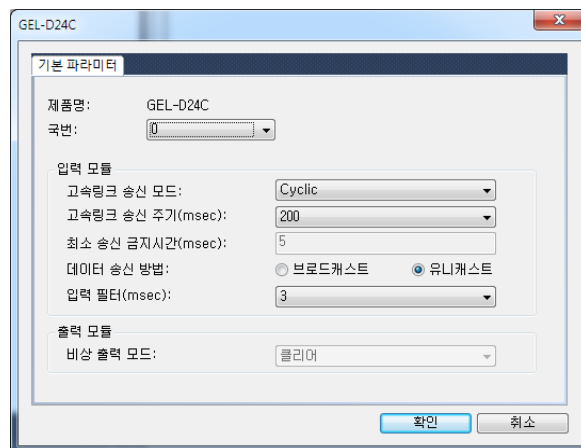 GEL-D24C
기본 파라미터
제품명: GEL-D24C
국번: 0
입력 모듈
고속링크 송신 모드: Cyclic
고속링크 송신 주기(msec): 200
최소 송신 금지시간(msec): 5
데이터 송신 방법: 브로드캐스트 유니캐스트
입력 필터(msec): 3
출력 모듈
비상 출력 모드: 클리어
확인 취소